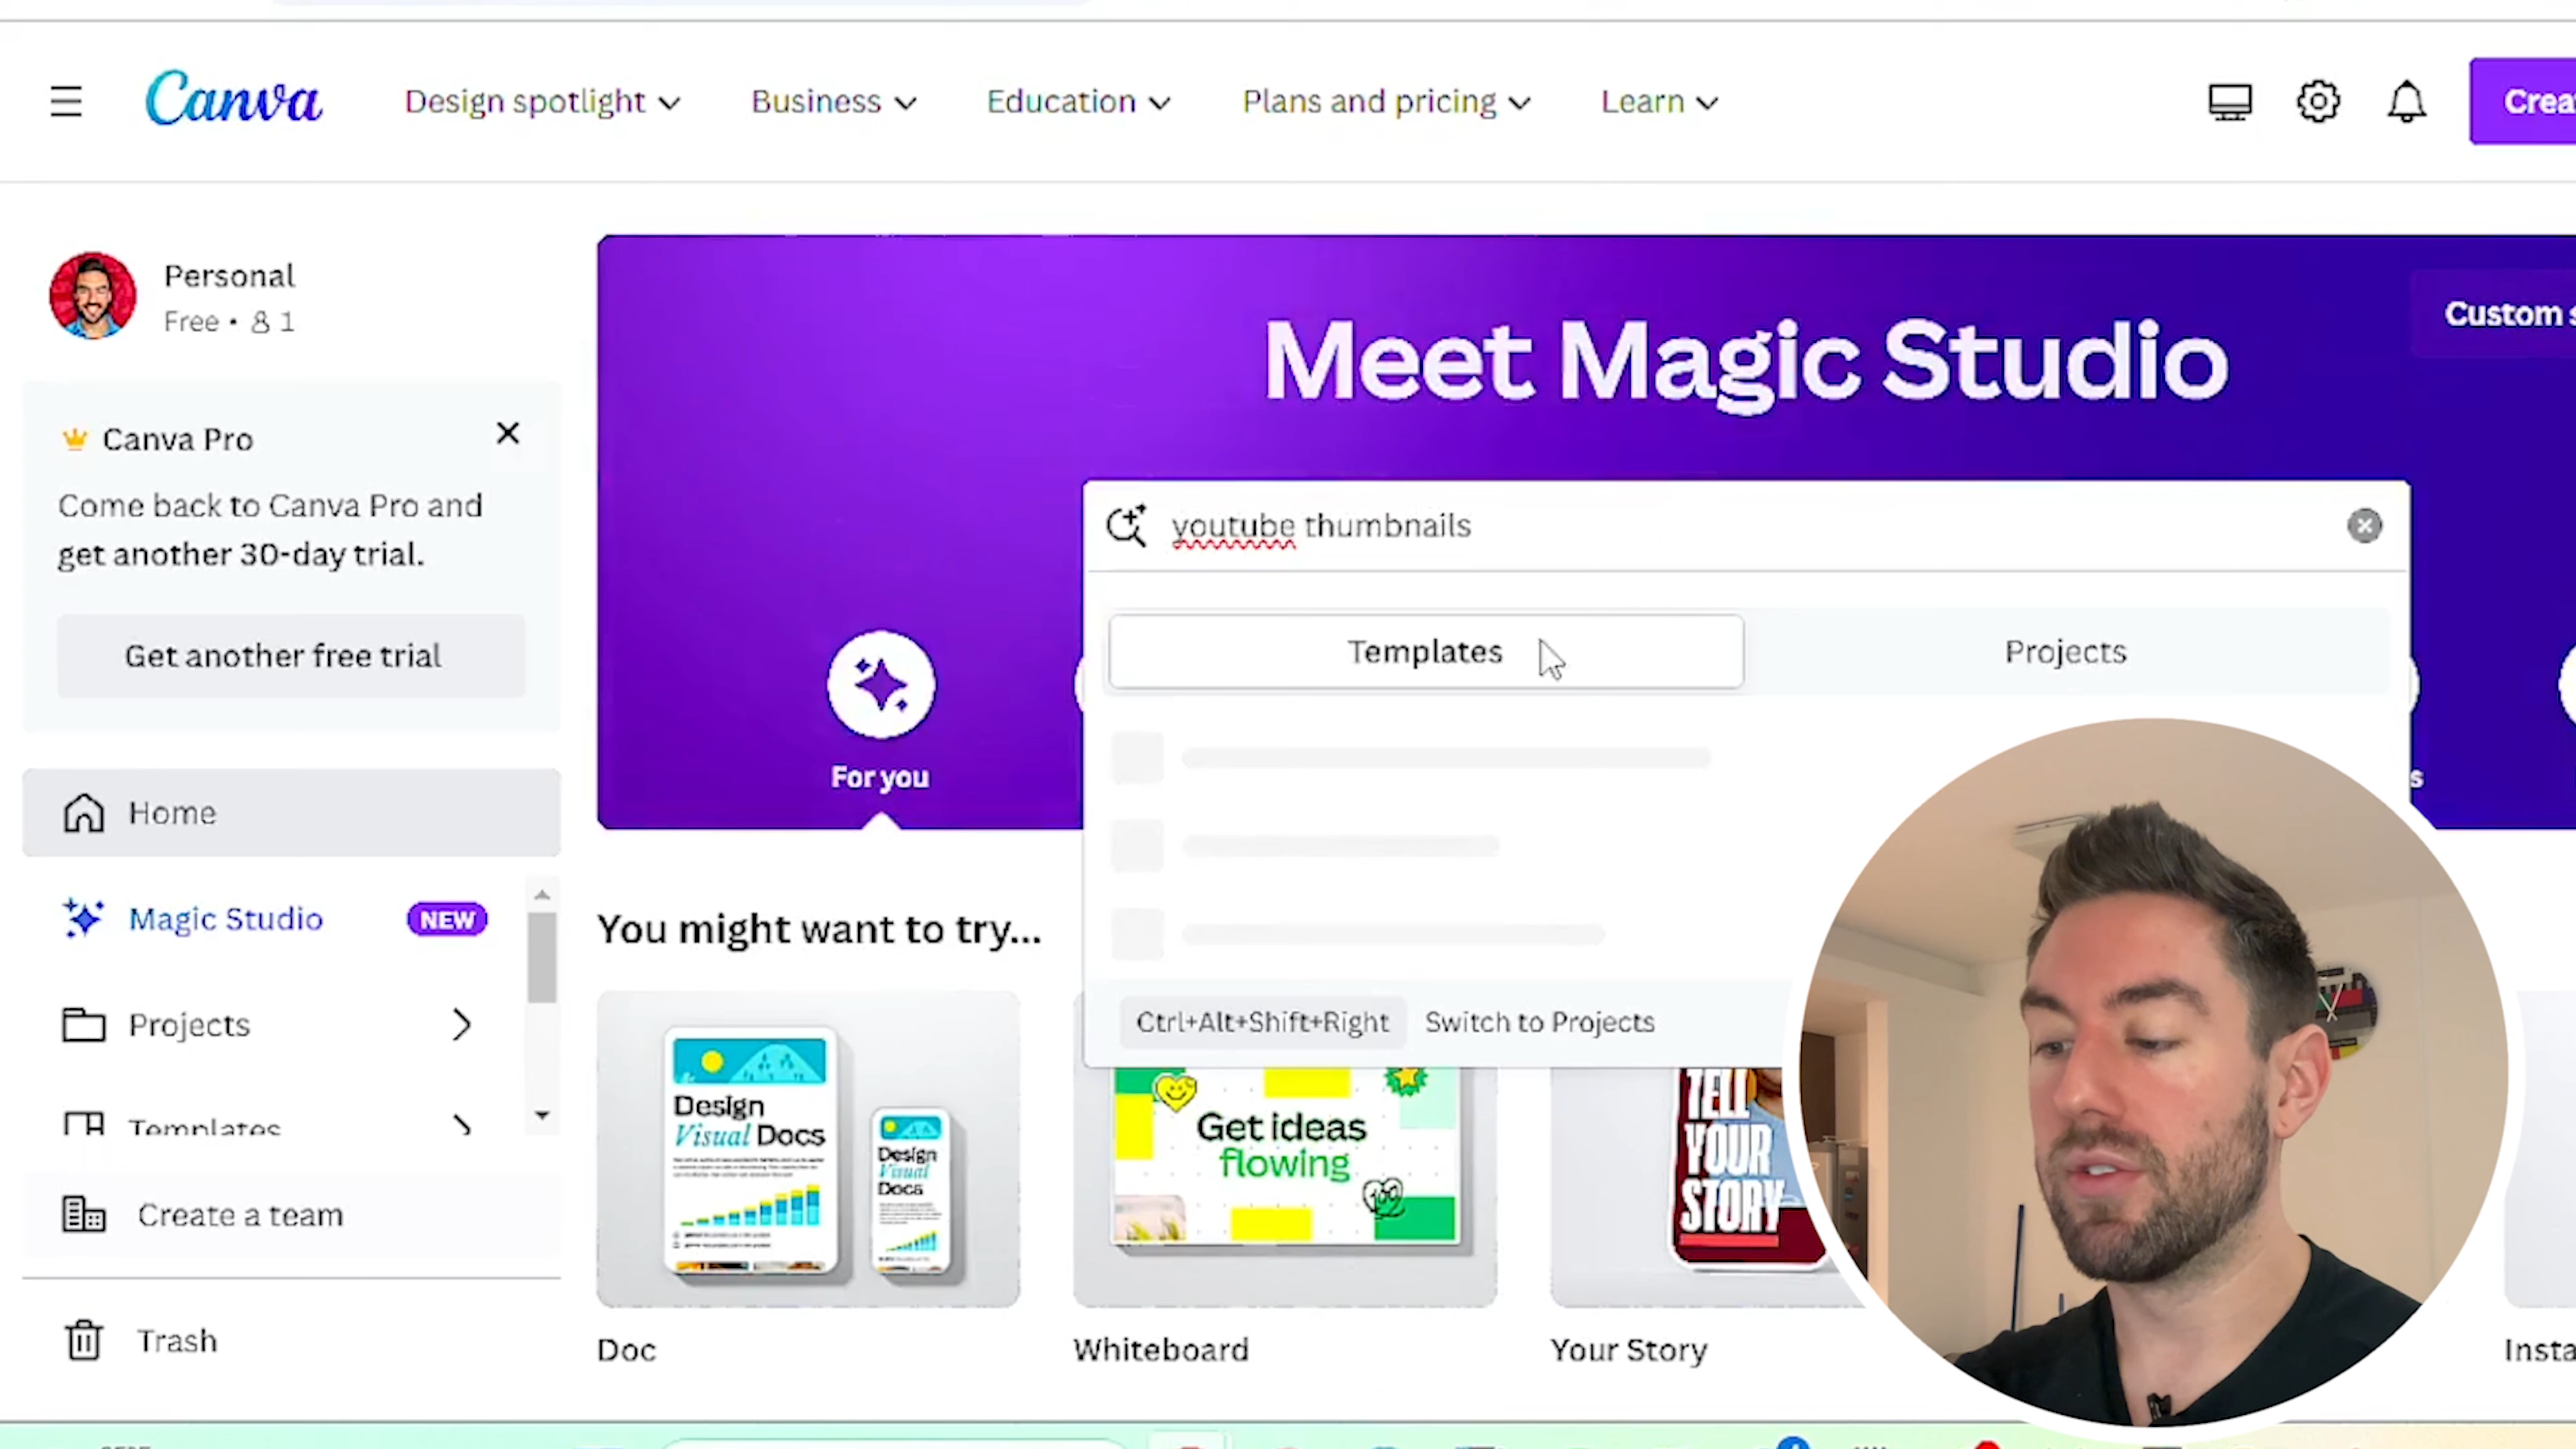 Canva
Design spotlight
Business
Education
Plans and pricing
Learn
Crea
Personal
Free • 1
Canva Pro
Come back to Canva Pro and
get another 30-day trial.
Get another free trial
Home
Magic Studio NEW
Projects
Templates
Create a team
Trash
Meet Magic Studio
Custom s
youtube thumbnails
Templates
Projects
Ctrl+Alt+Shift+Right Switch to Projects
For you
s
You might want to try...
Design
Visual Docs
Design
Visual
Docs
Doc
Get ideas
flowing
100
Whiteboard
TELL
YOUR
STORY
Your Story
Insta